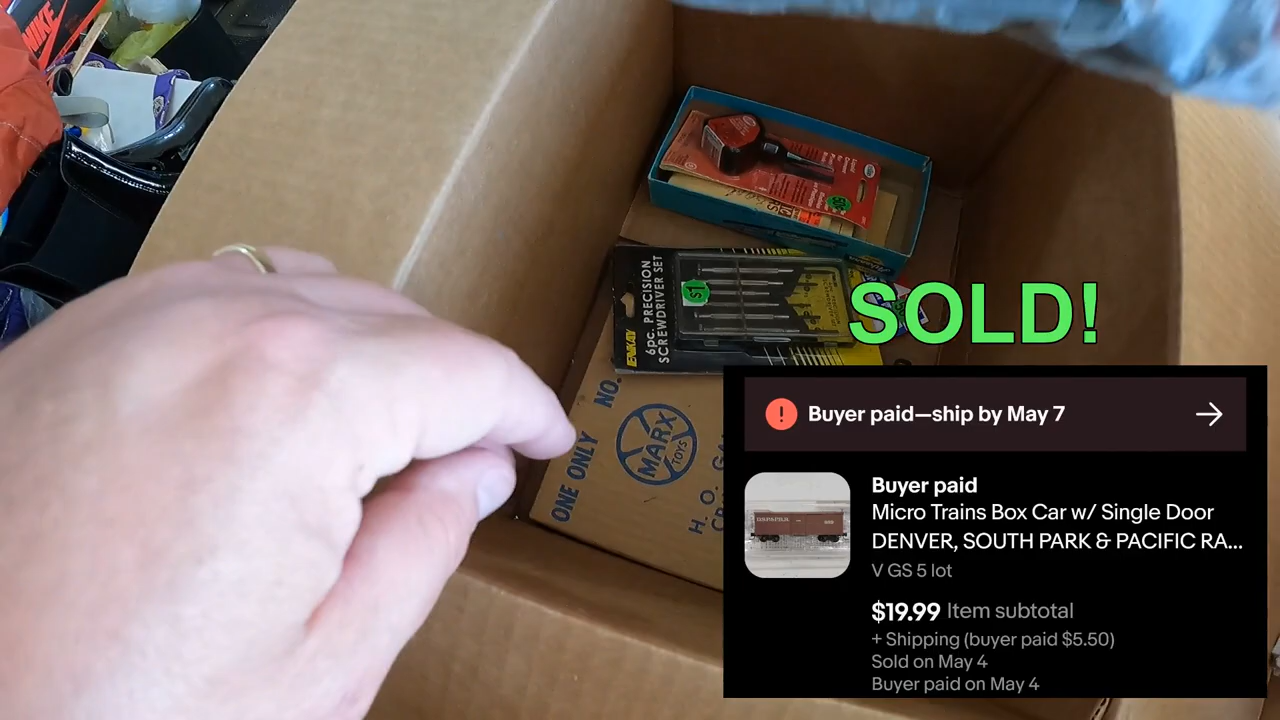 NIKE
6pc. PRECISION
SCREWDRIVER SET
ENKAY
$1
ONE ONLY
NO.
MARX
TOYS
H. O. GA
SOLD!
Buyer paid—ship by May 7
Buyer paid
Micro Trains Box Car w/ Single Door
DENVER, SOUTH PARK & PACIFIC RA...
V GS 5 lot
$19.99 Item subtotal
+ Shipping (buyer paid $5.50)
Sold on May 4
Buyer paid on May 4